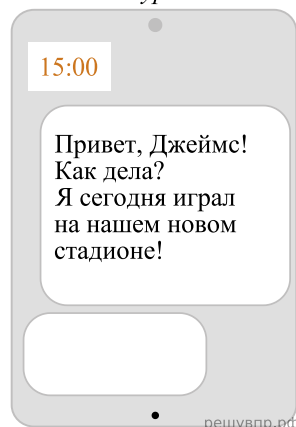 15:00
Привет, Джеймс!
Как дела?
Я сегодня играл
на нашем новом
стадионе!
решувпр.рф